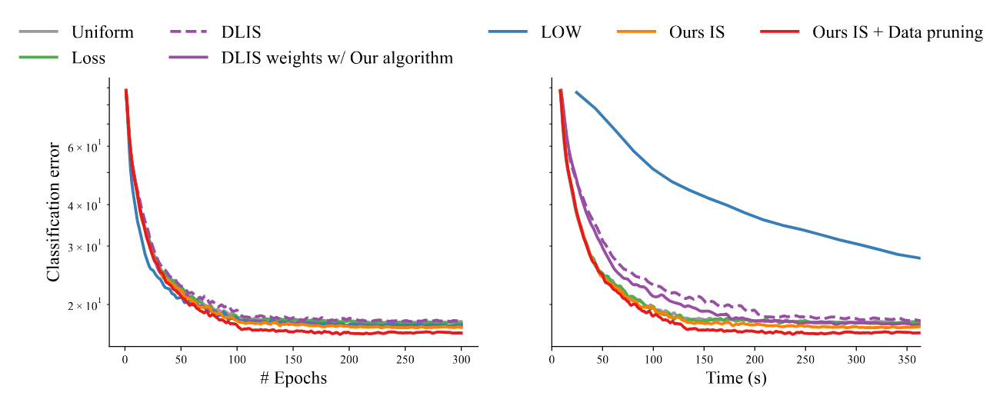 Uniform
DLIS
LOW
Ours IS
Ours IS + Data pruning
Loss
DLIS weights w/ Our algorithm
Classification error
6 × 10¹
4 × 10¹
3 × 10¹
2 × 10¹
0 50 100 150 200 250 300
# Epochs
0 50 100 150 200 250 300 350
Time (s)